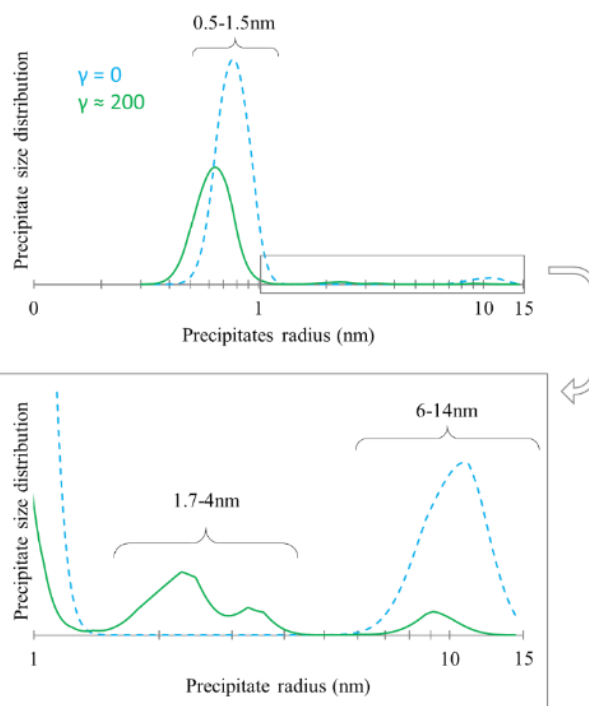 0.5-1.5nm
γ = 0
γ ≈ 200
Precipitate size distribution
0 1 10 15
Precipitates radius (nm)
6-14nm
1.7-4nm
Precipitate size distribution
1 10 15
Precipitate radius (nm)